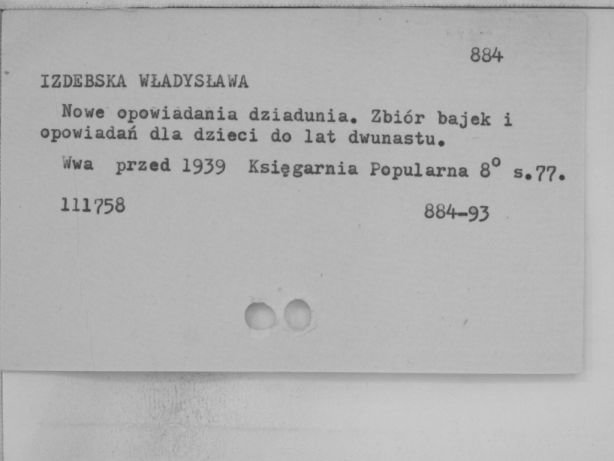 884
IZDEBSKA WŁADYSŁAWA
Nowe opowiadania dziadunia. Zbiór bajek i
opowiadań dla dzieci do lat dwunastu.
Wwa przed 1939 Księgarnia Popularna 8° s.77.
111758 884-93